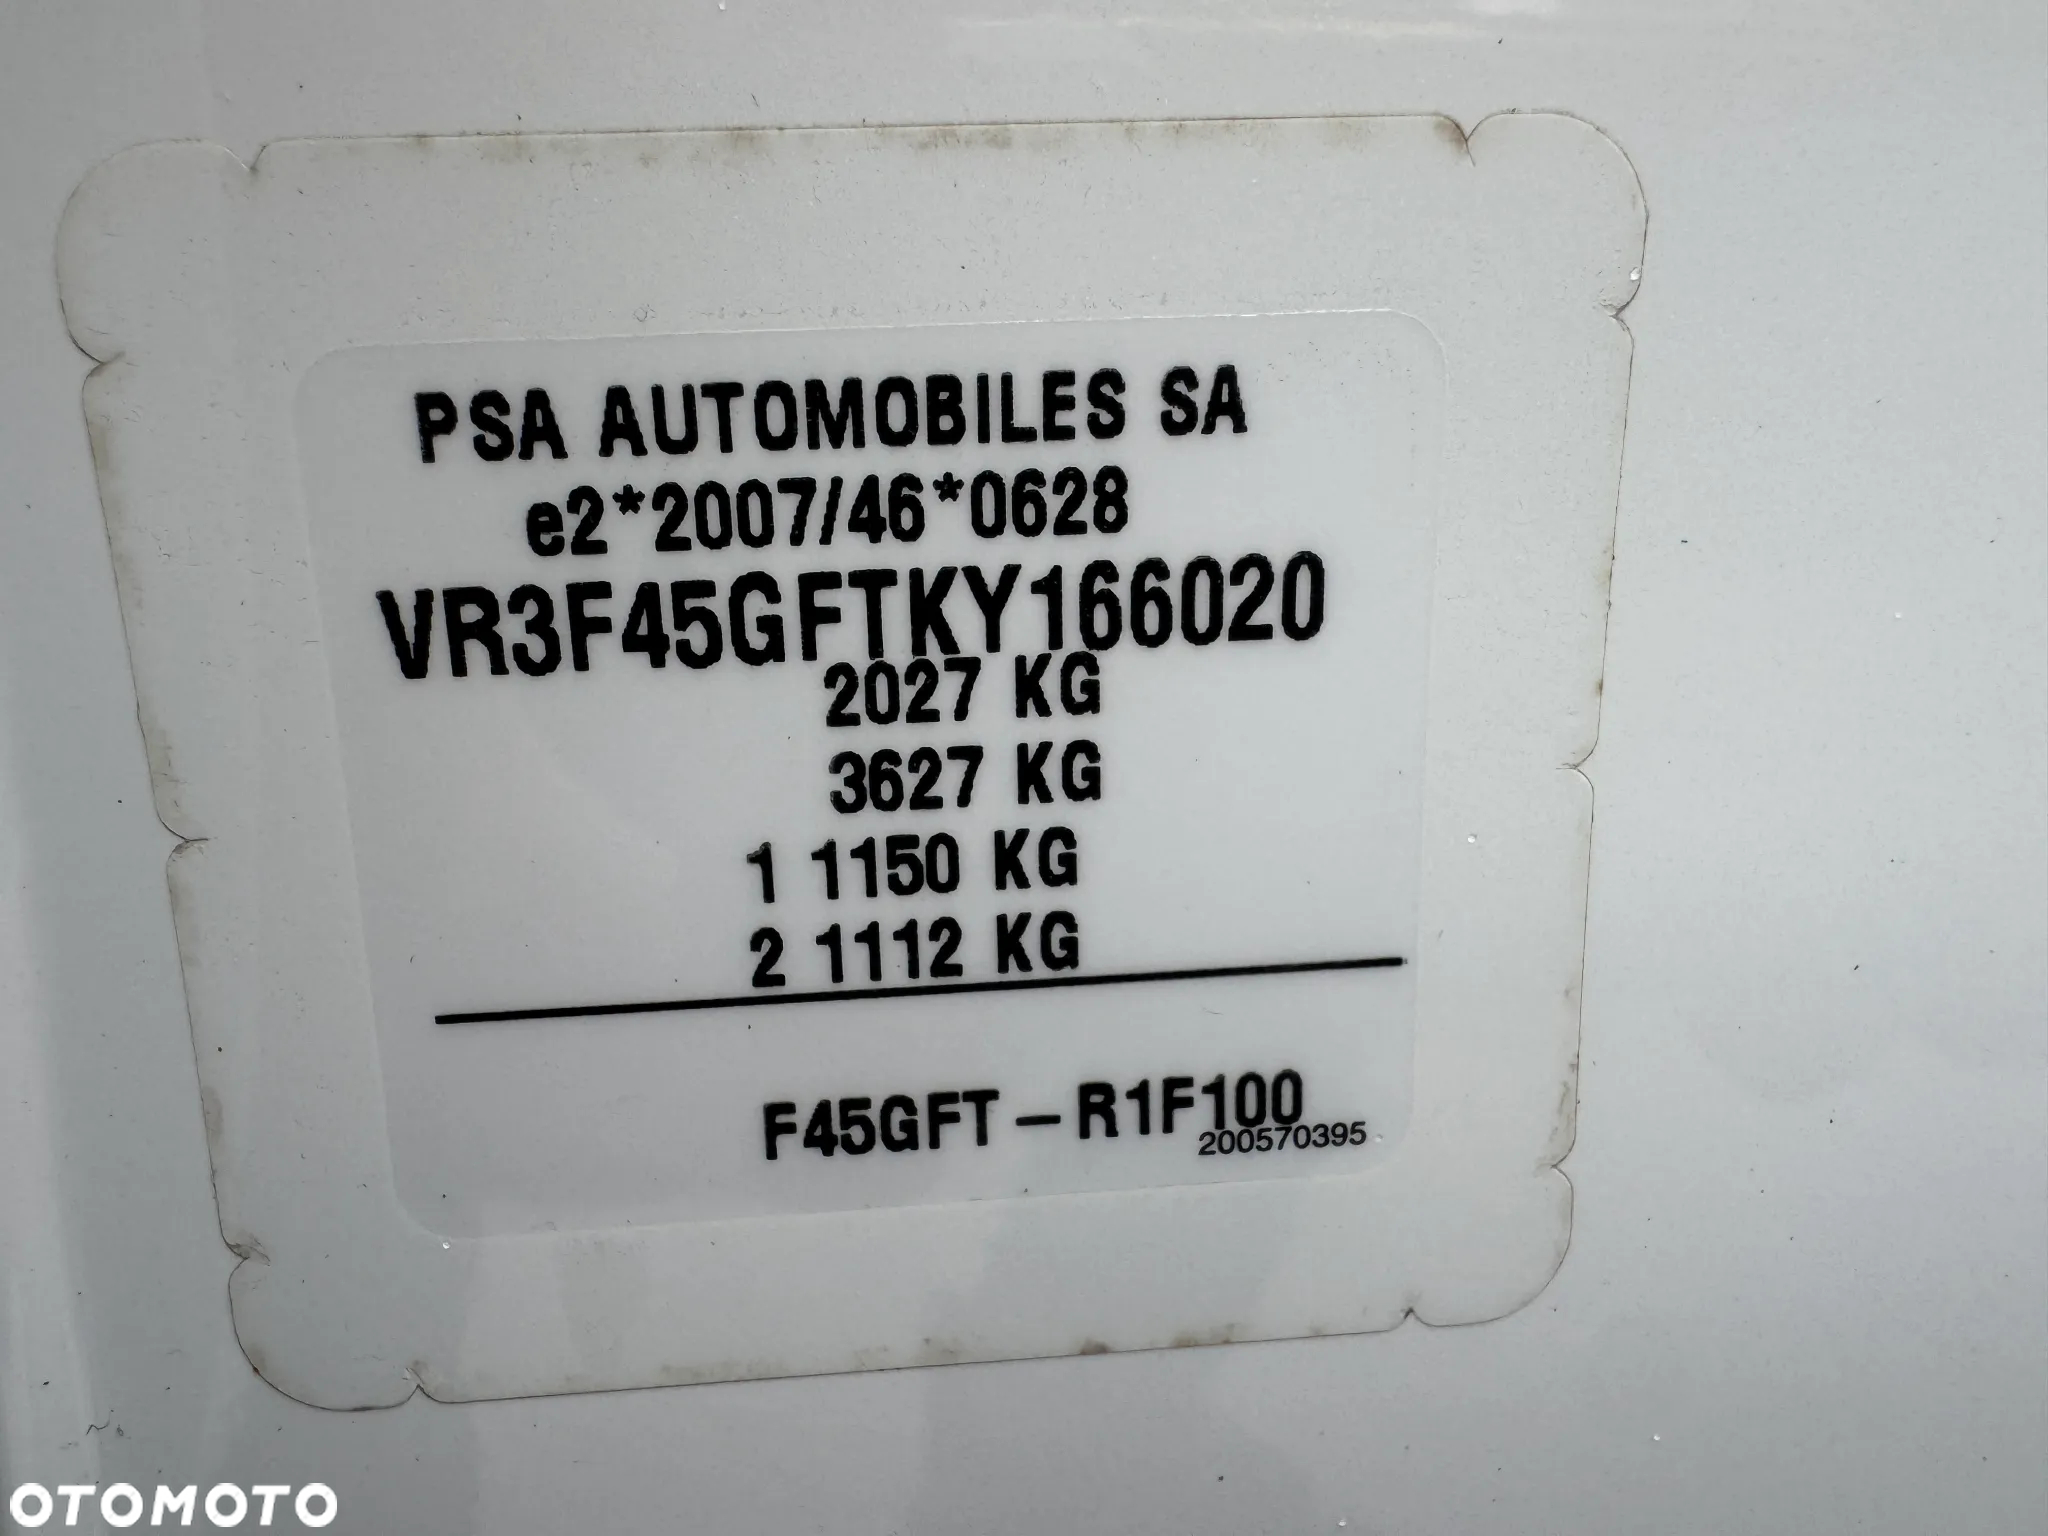 PSA AUTOMOBILES SA
e2*2007/46*0628
VR3F45GFTKY166020
2027 KG
3627 KG
1 1150 KG
2 1112 KG
F45GFT – R1F100
200570395
OTOMOTO